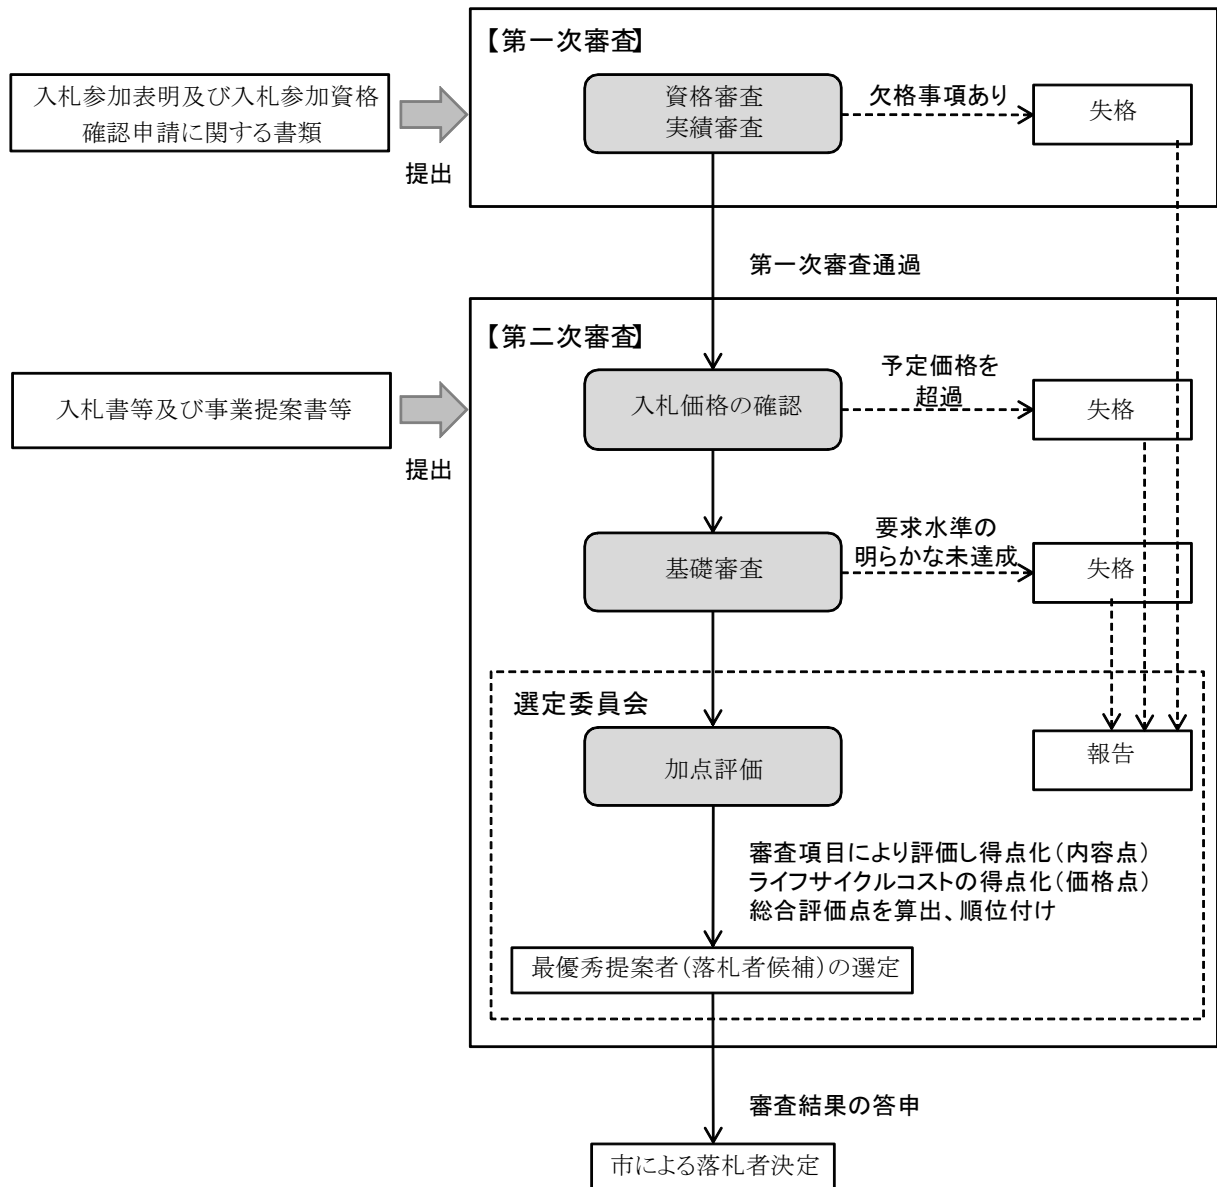 【第一次審査】
入札参加表明及び入札参加資格
確認申請に関する書類
提出
資格審査
実績審査
欠格事項あり
失格
第一次審査通過
【第二次審査】
入札書等及び事業提案書等
提出
入札価格の確認
予定価格を
超過
失格
基礎審査
要求水準の
明らかな未達成
失格
選定委員会
加点評価
報告
審査項目により評価し得点化（内容点）
ライフサイクルコストの得点化（価格点）
総合評価点を算出、順位付け
最優秀提案者（落札者候補）の選定
審査結果の答申
市による落札者決定